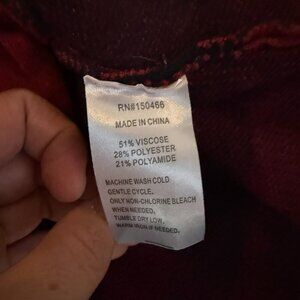 RN#150466
MADE IN CHINA
51% VISCOSE
28% POLYESTER
21% POLYAMIDE
MACHINE WASH COLD
GENTLE CYCLE.
ONLY NON-CHLORINE BLEACH
WHEN NEEDED.
TUMBLE DRY LOW.
WARM IRON IF NEEDED.